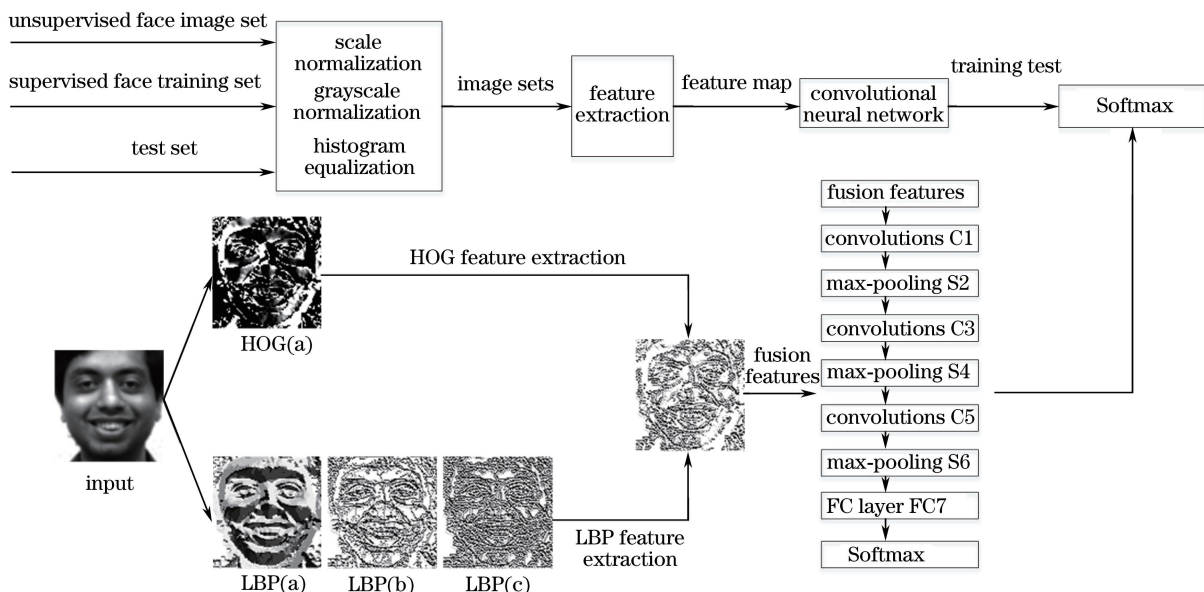 unsupervised face image set
supervised face training set
test set
scale
normalization
grayscale
normalization
histogram
equalization
image sets
feature
extraction
feature map
convolutional
neural network
training test
Softmax
HOG(a)
HOG feature extraction
input
LBP(a)
LBP(b)
LBP(c)
LBP feature
extraction
fusion
features
fusion features
convolutions C1
max-pooling S2
convolutions C3
max-pooling S4
convolutions C5
max-pooling S6
FC layer FC7
Softmax